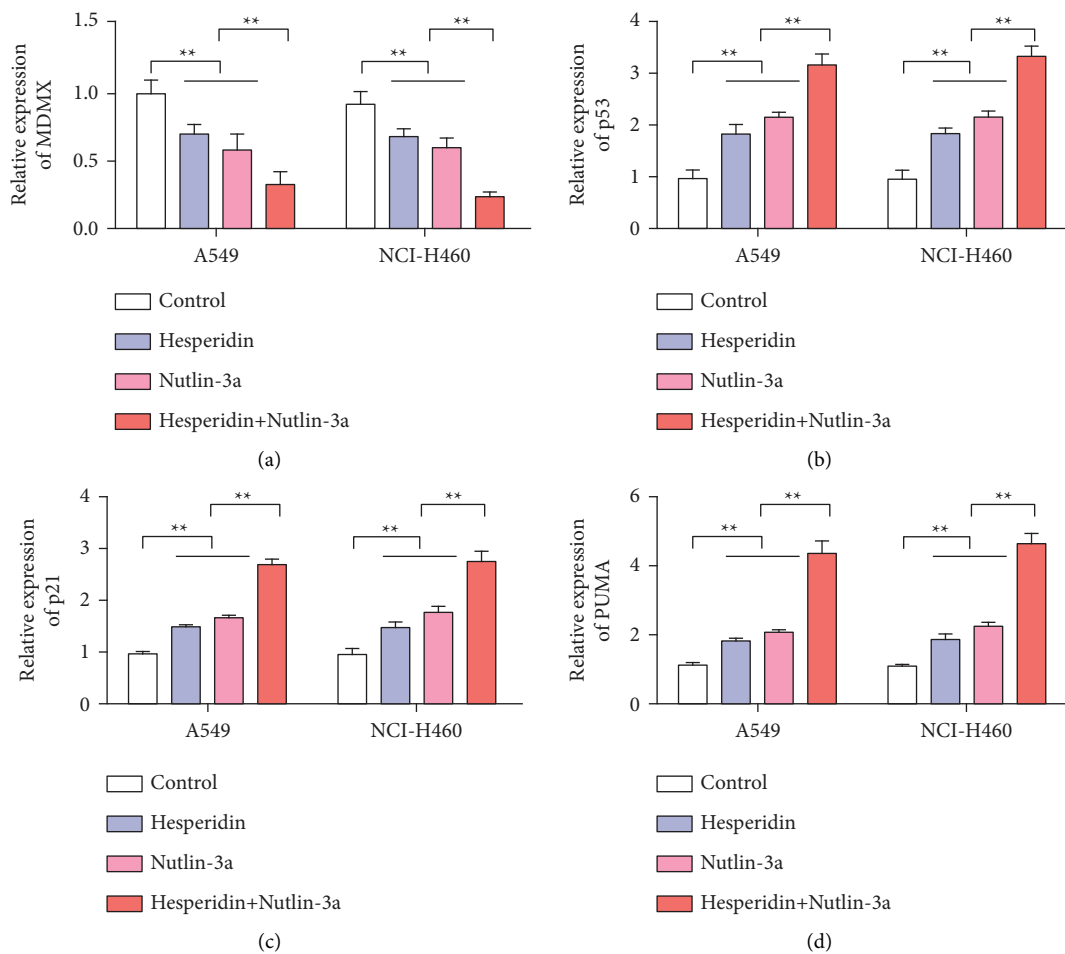 Relative expression
of MDMX
1.5
1.0
0.5
0.0
**
**
**
**
A549
NCI-H460
Control
Hesperidin
Nutlin-3a
Hesperidin+Nutlin-3a
(a)
Relative expression
of p53
4
3
2
1
0
**
**
**
**
A549
NCI-H460
Control
Hesperidin
Nutlin-3a
Hesperidin+Nutlin-3a
(b)
Relative expression
of p21
4
3
2
1
0
**
**
**
**
A549
NCI-H460
Control
Hesperidin
Nutlin-3a
Hesperidin+Nutlin-3a
(c)
Relative expression
of PUMA
6
4
2
0
**
**
**
**
A549
NCI-H460
Control
Hesperidin
Nutlin-3a
Hesperidin+Nutlin-3a
(d)